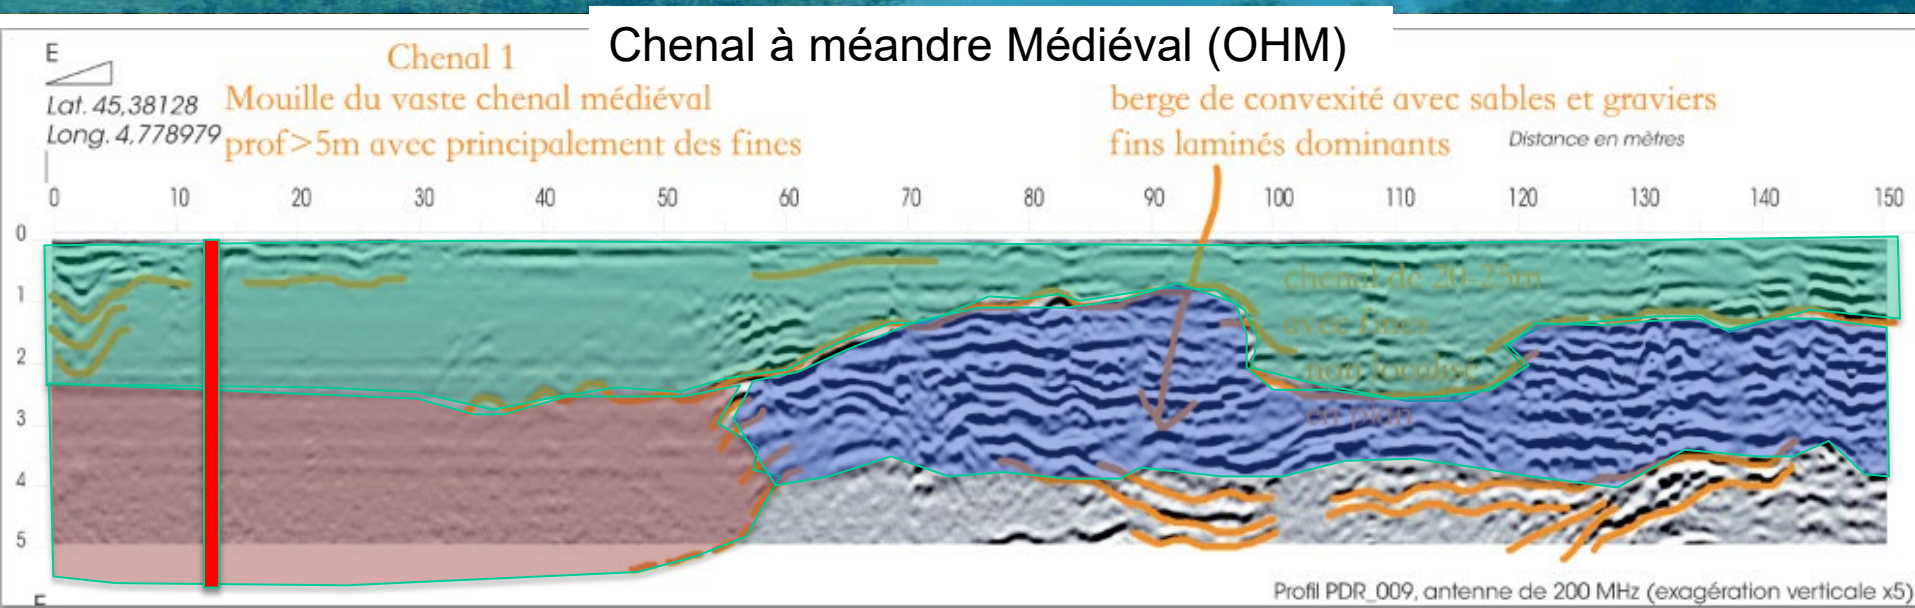 Chenal à méandre Médiéval (OHM)
E
Chenal 1
Lat. 45,38128
Long. 4,778979
Mouille du vaste chenal médiéval
prof>5m avec principalement des fines
berge de convexité avec sables et graviers
fins laminés dominants
Distance en mètres
0 10 20 30 40 50 60 70 80 90 100 110 120 130 140 150
0
1
2
3
4
5
chenal de 20-25m
avec fines
non localisé
en plan
Profil PDR_009, antenne de 200 MHz (exagération verticale x5)